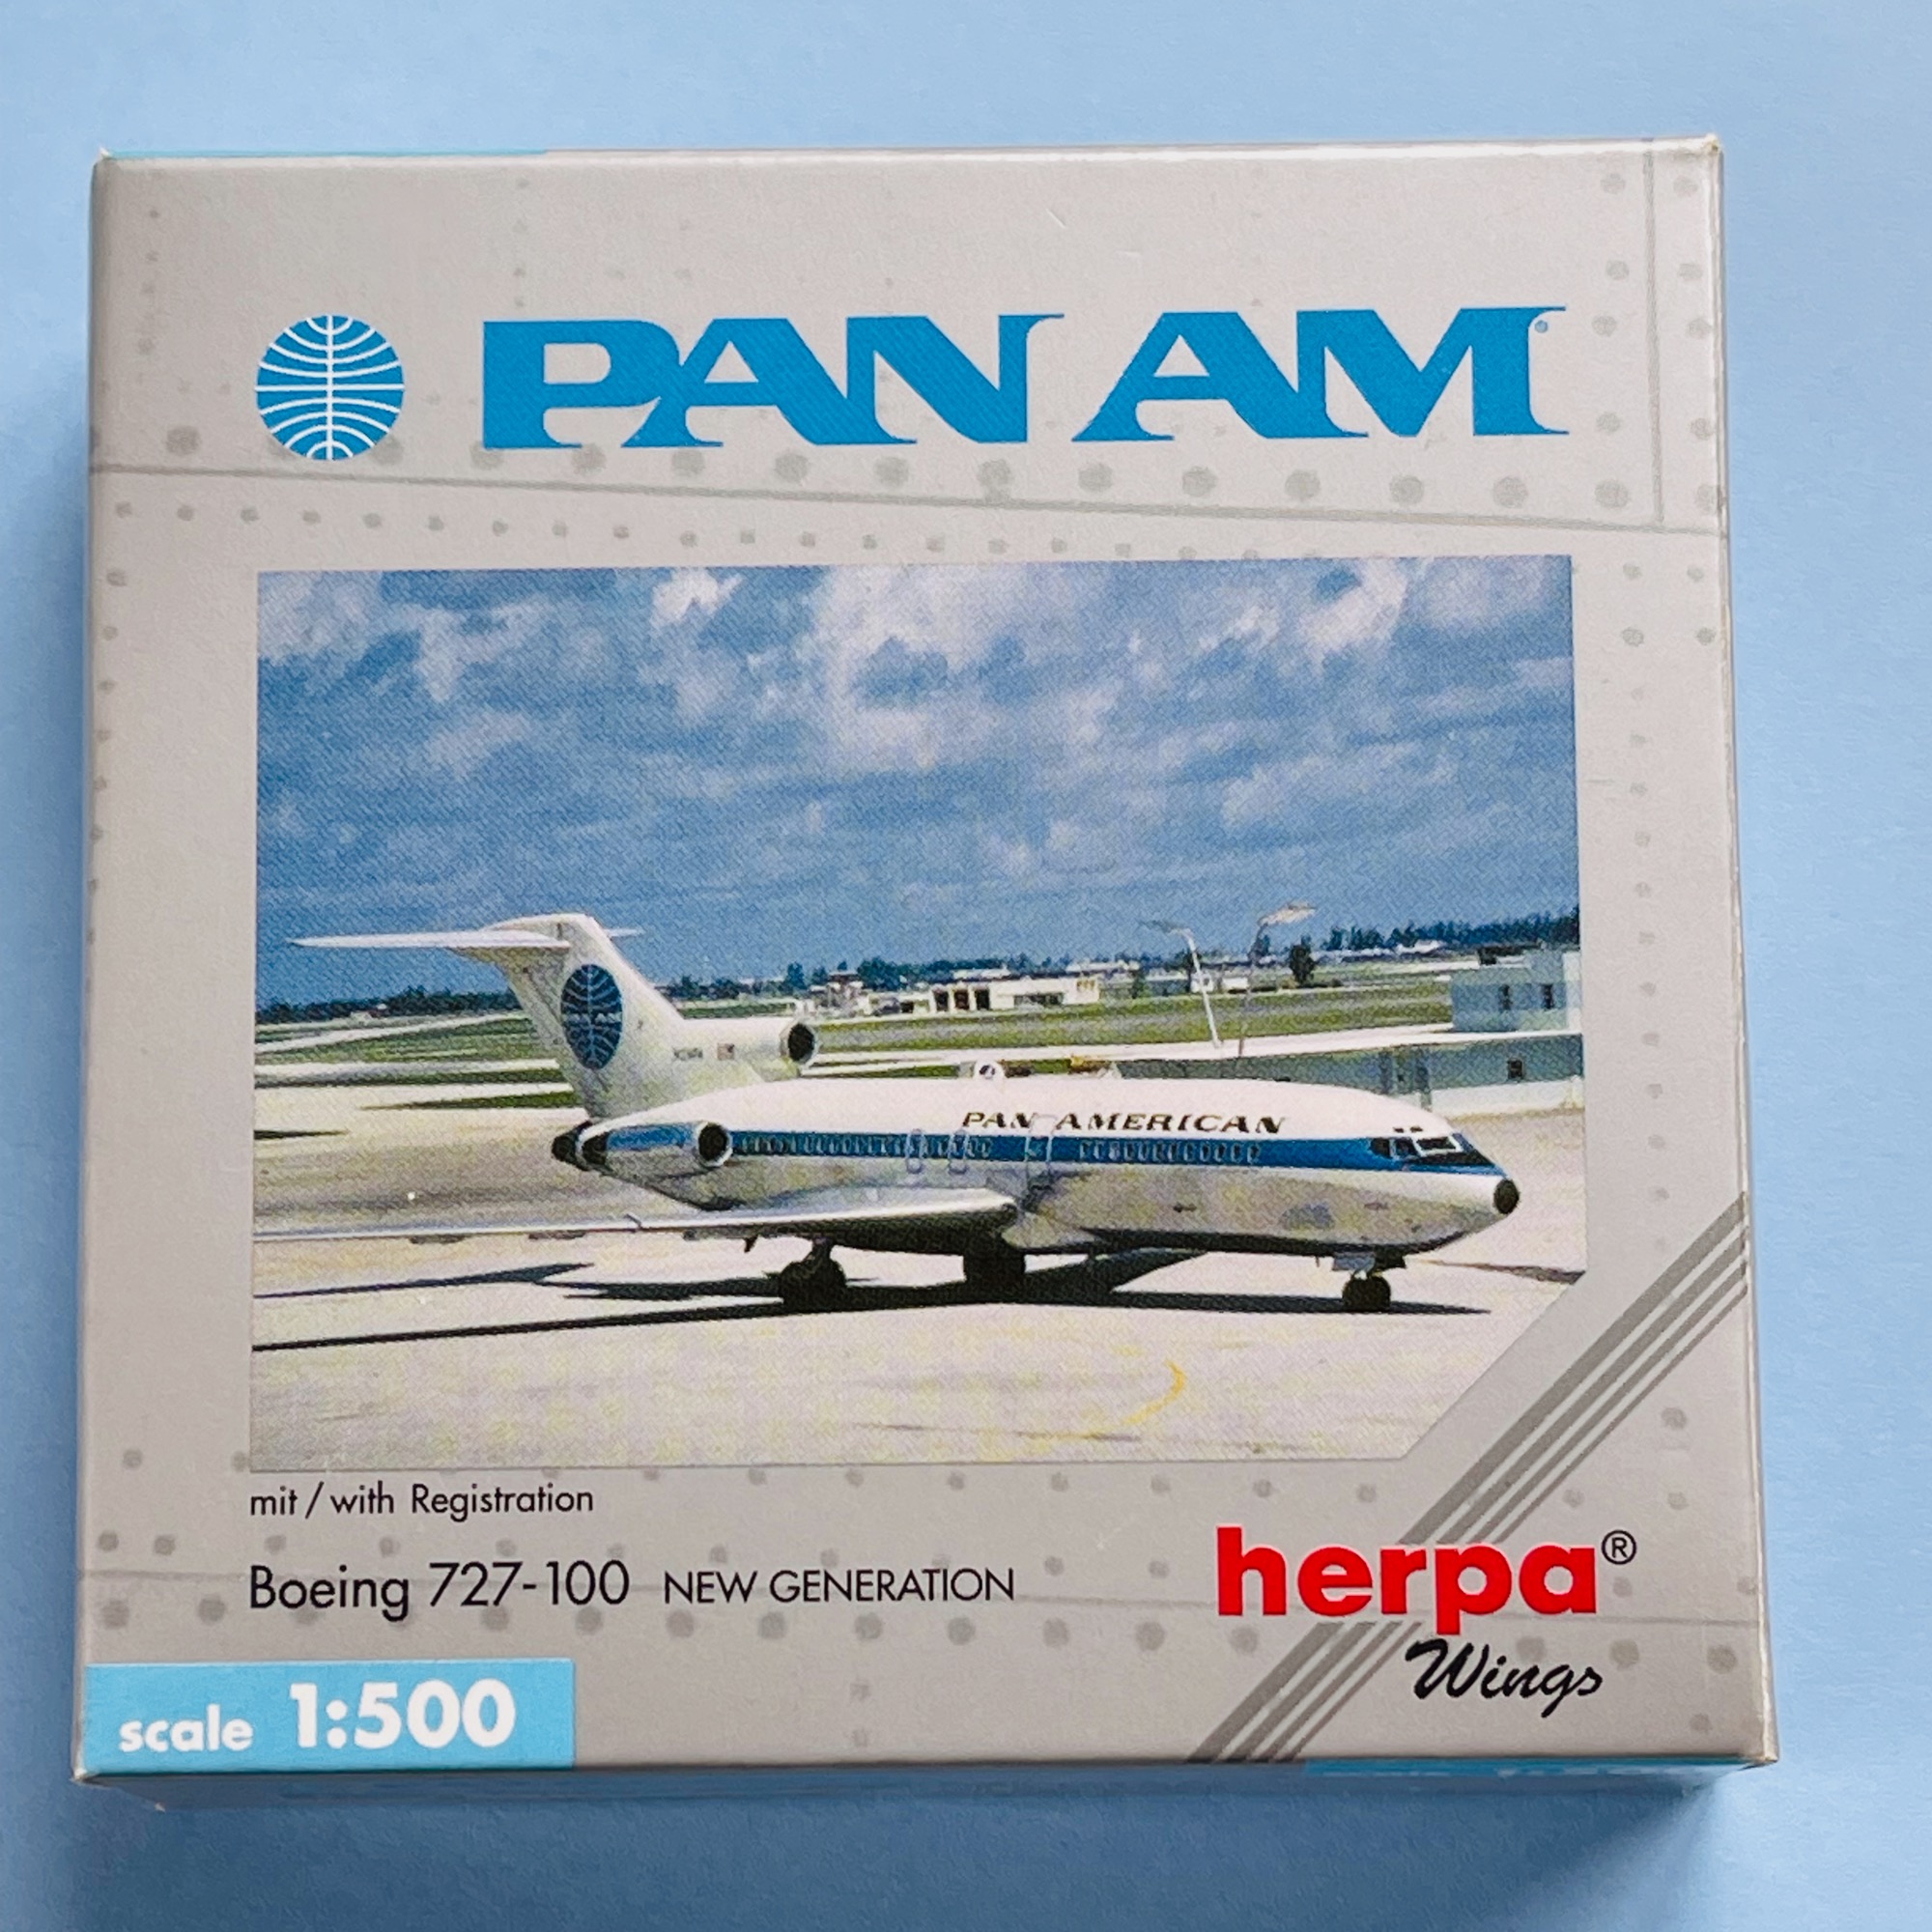 PAN AM
PAN AMERICAN
mit / with Registration
Boeing 727-100 NEW GENERATION
herpa®
Wings
scale 1:500